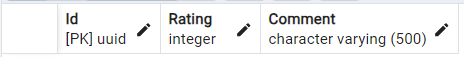 Id Rating Comment
[PK] uuid integer character varying (500)